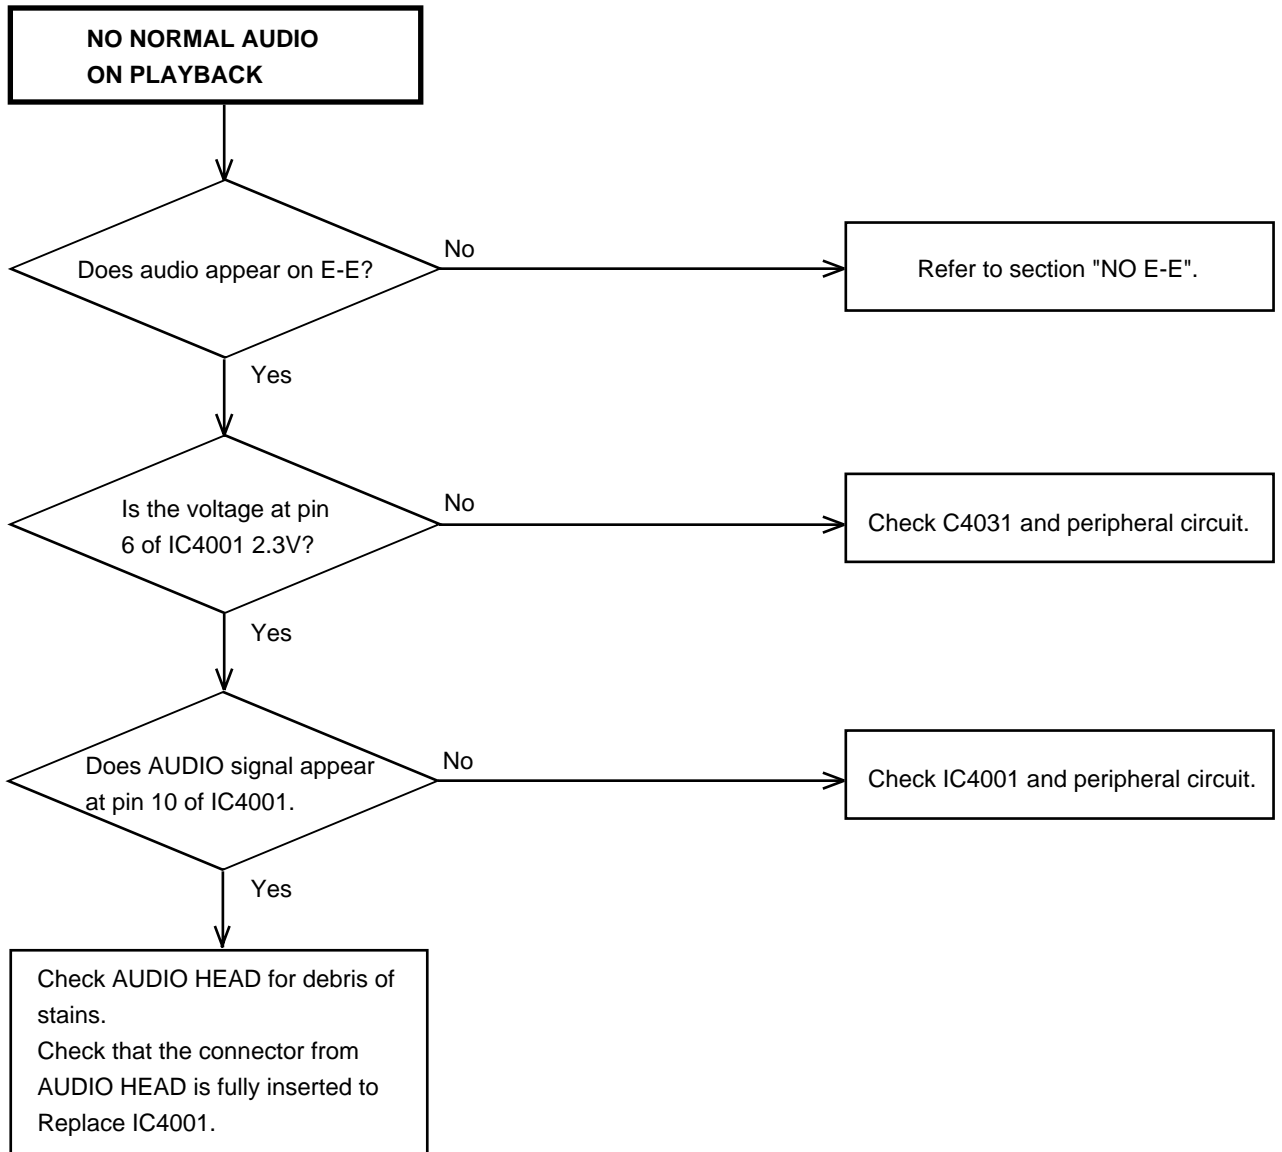 NO NORMAL AUDIO
ON PLAYBACK
Does audio appear on E-E?
No
Refer to section "NO E-E".
Yes
Is the voltage at pin
6 of IC4001 2.3V?
No
Check C4031 and peripheral circuit.
Yes
Does AUDIO signal appear
at pin 10 of IC4001.
No
Check IC4001 and peripheral circuit.
Yes
Check AUDIO HEAD for debris of
stains.
Check that the connector from
AUDIO HEAD is fully inserted to
Replace IC4001.